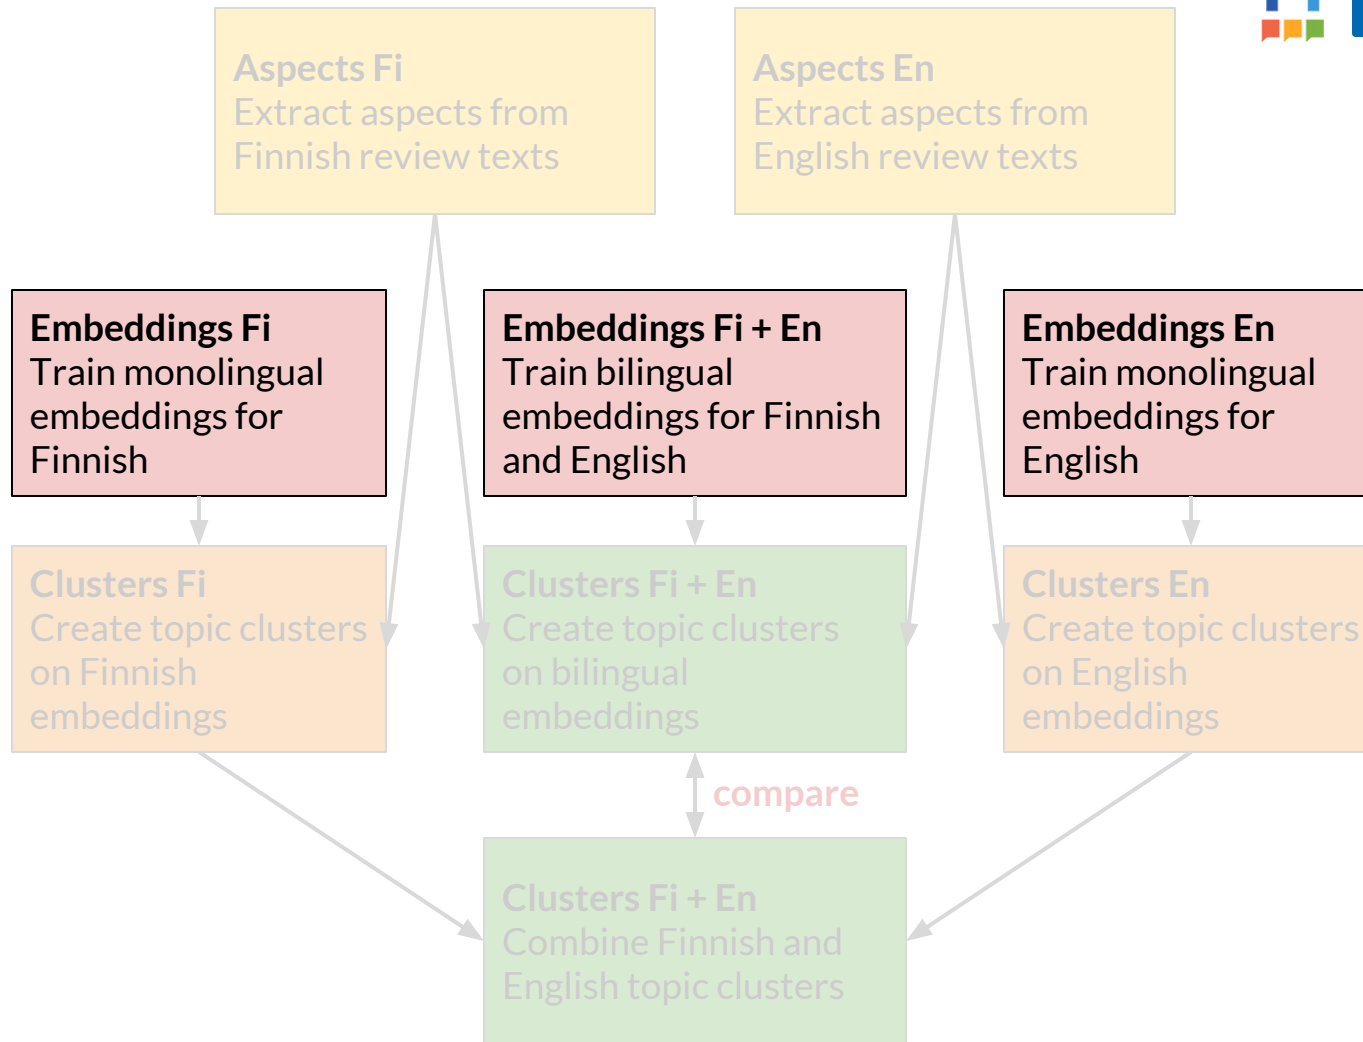 Aspects Fi
Extract aspects from
Finnish review texts
Aspects En
Extract aspects from
English review texts
Embeddings Fi
Train monolingual
embeddings for
Finnish
Embeddings Fi + En
Train bilingual
embeddings for Finnish
and English
Embeddings En
Train monolingual
embeddings for
English
Clusters Fi
Create topic clusters
on Finnish
embeddings
Clusters Fi + En
Create topic clusters
on bilingual
embeddings
Clusters En
Create topic clusters
on English
embeddings
compare
Clusters Fi + En
Combine Finnish and
English topic clusters